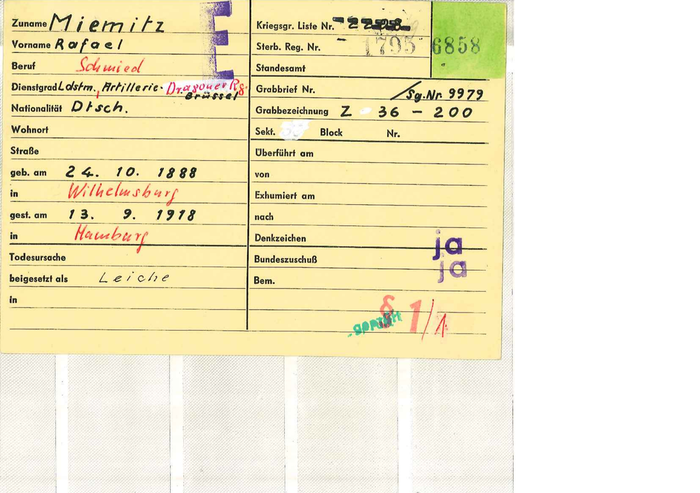 Zuname Miemitz
Vorname Rafael
Beruf Schmied
Dienstgrad Ldstm. Artillerie- Dragoner Rg. Brüssel
Nationalität Dtsch.
Wohnort
Straße
geb. am 24. 10. 1888
in Wilhelmsburg
gest. am 13. 9. 1918
in Hamburg
Todesursache
beigesetzt als Leiche
in
E
Kriegsgr. Liste Nr.
Sterb. Reg. Nr. 1795 6858
Standesamt
Grabbrief Nr. /Sg.Nr 9979
Grabbezeichnung Z 36 - 200
Sekt. Block Nr.
Überführt am
von
Exhumiert am
nach
Denkzeichen ja
Bundeszuschuß ja
Bem.
geprüft § 1/1